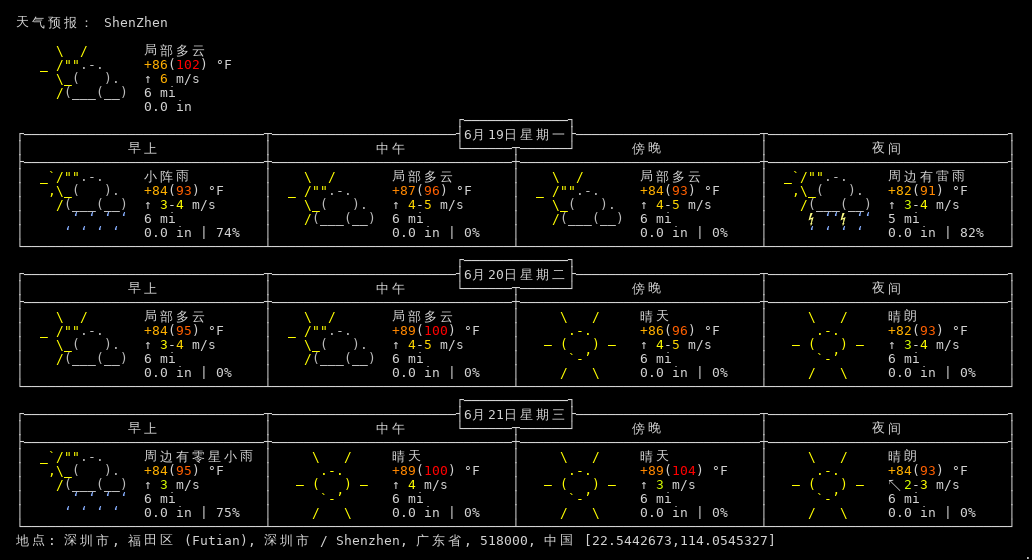 天气预报： ShenZhen
局部多云
+86(102) °F
↑ 6 m/s
6 mi
0.0 in
6月19日星期一
早上 中午 傍晚 夜间
小阵雨 局部多云 局部多云 周边有雷雨
+84(93) °F +87(96) °F +84(93) °F +82(91) °F
↑ 3-4 m/s ↑ 4-5 m/s ↑ 4-5 m/s ↑ 3-4 m/s
6 mi 6 mi 6 mi 5 mi
0.0 in | 74% 0.0 in | 0% 0.0 in | 0% 0.0 in | 82%
6月20日星期二
早上 中午 傍晚 夜间
局部多云 局部多云 晴天 晴朗
+84(95) °F +89(100) °F +86(96) °F +82(93) °F
↑ 3-4 m/s ↑ 4-5 m/s ↑ 4-5 m/s ↑ 3-4 m/s
6 mi 6 mi 6 mi 6 mi
0.0 in | 0% 0.0 in | 0% 0.0 in | 0% 0.0 in | 0%
6月21日星期三
早上 中午 傍晚 夜间
周边有零星小雨 晴天 晴天 晴朗
+84(95) °F +89(100) °F +89(104) °F +84(93) °F
↑ 3 m/s ↑ 4 m/s ↑ 3 m/s ↖ 2-3 m/s
6 mi 6 mi 6 mi 6 mi
0.0 in | 75% 0.0 in | 0% 0.0 in | 0% 0.0 in | 0%
地点: 深圳市, 福田区 (Futian), 深圳市 / Shenzhen, 广东省, 518000, 中国 [22.5442673,114.0545327]